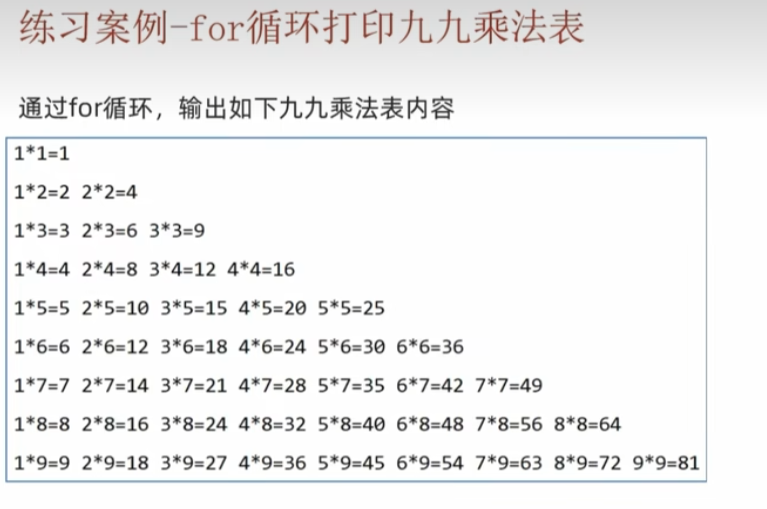 练习案例-for循环打印九九乘法表
通过for循环，输出如下九九乘法表内容
1*1=1
1*2=2 2*2=4
1*3=3 2*3=6 3*3=9
1*4=4 2*4=8 3*4=12 4*4=16
1*5=5 2*5=10 3*5=15 4*5=20 5*5=25
1*6=6 2*6=12 3*6=18 4*6=24 5*6=30 6*6=36
1*7=7 2*7=14 3*7=21 4*7=28 5*7=35 6*7=42 7*7=49
1*8=8 2*8=16 3*8=24 4*8=32 5*8=40 6*8=48 7*8=56 8*8=64
1*9=9 2*9=18 3*9=27 4*9=36 5*9=45 6*9=54 7*9=63 8*9=72 9*9=81